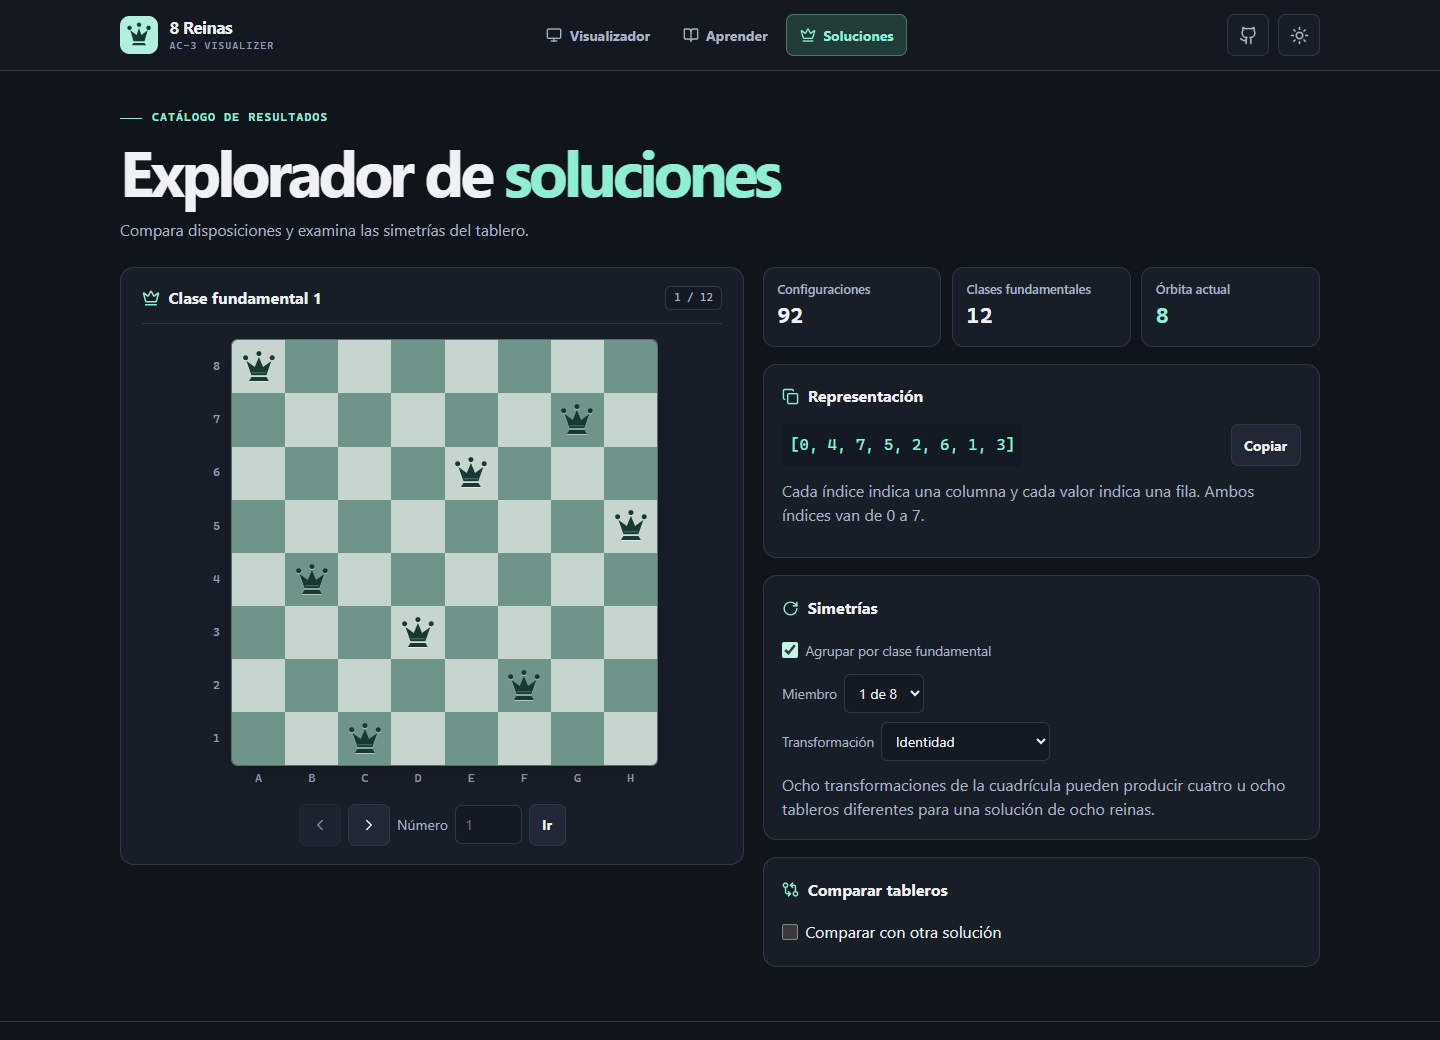 8 Reinas
AC-3 VISUALIZER
Visualizador
Aprender
Soluciones
CATÁLOGO DE RESULTADOS
Explorador de soluciones
Compara disposiciones y examina las simetrías del tablero.
Clase fundamental 1
1 / 12
8
7
6
5
4
3
2
1
A B C D E F G H
Número
1
Ir
Configuraciones
92
Clases fundamentales
12
Órbita actual
8
Representación
[0, 4, 7, 5, 2, 6, 1, 3]
Copiar
Cada índice indica una columna y cada valor indica una fila. Ambos
índices van de 0 a 7.
Simetrías
Agrupar por clase fundamental
Miembro 1 de 8
Transformación Identidad
Ocho transformaciones de la cuadrícula pueden producir cuatro u ocho
tableros diferentes para una solución de ocho reinas.
Comparar tableros
Comparar con otra solución